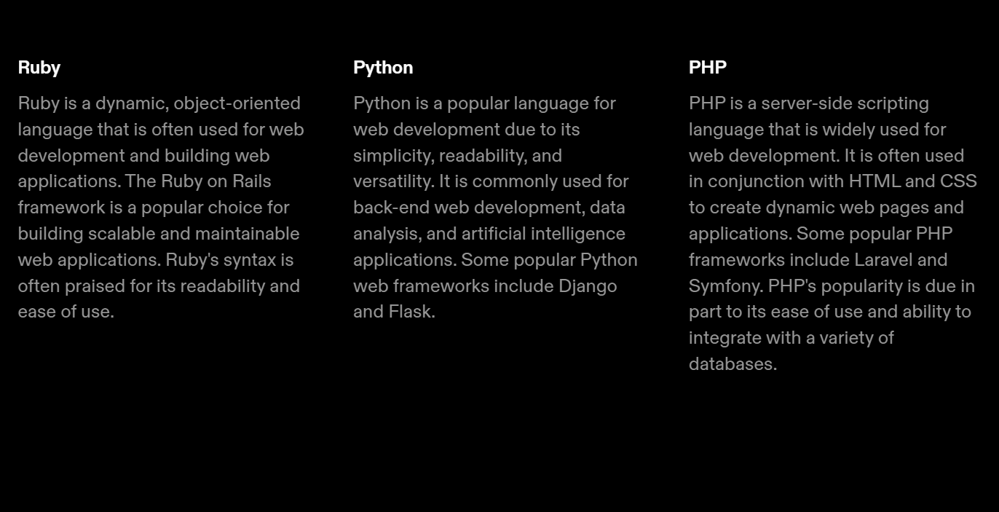 Ruby
Ruby is a dynamic, object-oriented
language that is often used for web
development and building web
applications. The Ruby on Rails
framework is a popular choice for
building scalable and maintainable
web applications. Ruby's syntax is
often praised for its readability and
ease of use.
Python
Python is a popular language for
web development due to its
simplicity, readability, and
versatility. It is commonly used for
back-end web development, data
analysis, and artificial intelligence
applications. Some popular Python
web frameworks include Django
and Flask.
PHP
PHP is a server-side scripting
language that is widely used for
web development. It is often used
in conjunction with HTML and CSS
to create dynamic web pages and
applications. Some popular PHP
frameworks include Laravel and
Symfony. PHP's popularity is due in
part to its ease of use and ability to
integrate with a variety of
databases.